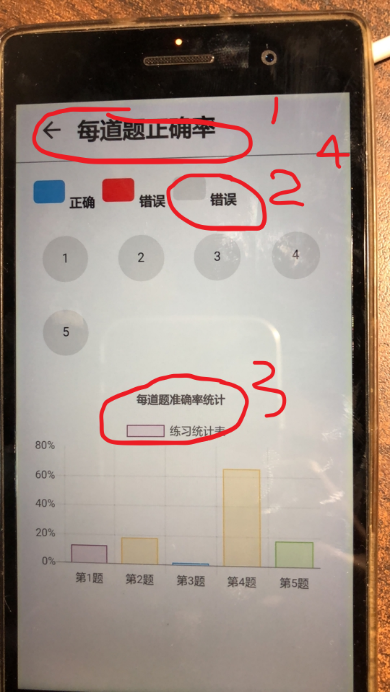 1
每道题正确率
4
正确 错误 错误
2
1 2 3 4
5
3
每道题准确率统计
练习统计表
80%
60%
40%
20%
0%
第1题 第2题 第3题 第4题 第5题